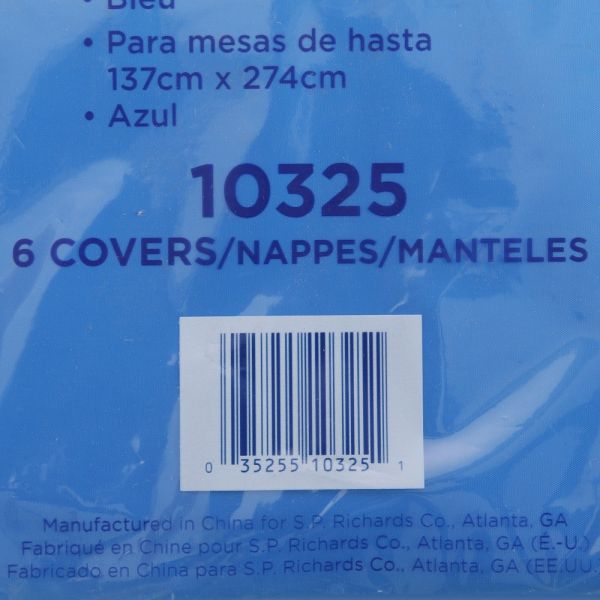 • Bleu
• Para mesas de hasta
137cm x 274cm
• Azul
10325
6 COVERS/NAPPES/MANTELES
0 35255 10325 1
Manufactured in China for S.P. Richards Co., Atlanta, GA
Fabriqué en Chine pour S.P. Richards Co., Atlanta, GA (É.-U.)
Fabricado en China para S.P. Richards Co., Atlanta, GA (EE.UU.